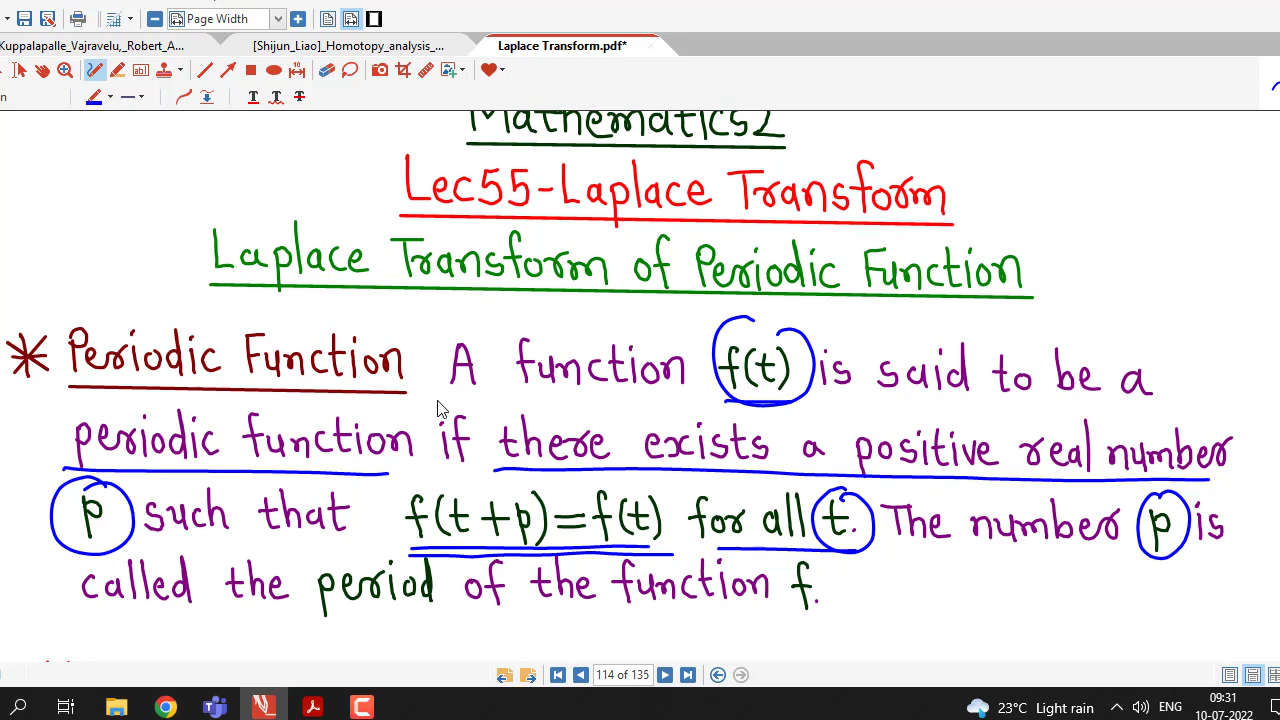 Page Width
Kuppalapalle_Vajravelu,_Robert_A... [Shijun_Liao]_Homotopy_analysis_... Laplace Transform.pdf*
Mathematics2
Lec55-Laplace Transform
Laplace Transform of Periodic Function
* Periodic Function A function f(t) is said to be a
periodic function if there exists a positive real number
p such that f(t+p)=f(t) for all t. The number p is
called the period of the function f.
114 of 135
09:31
23°C Light rain ENG
10-07-2022